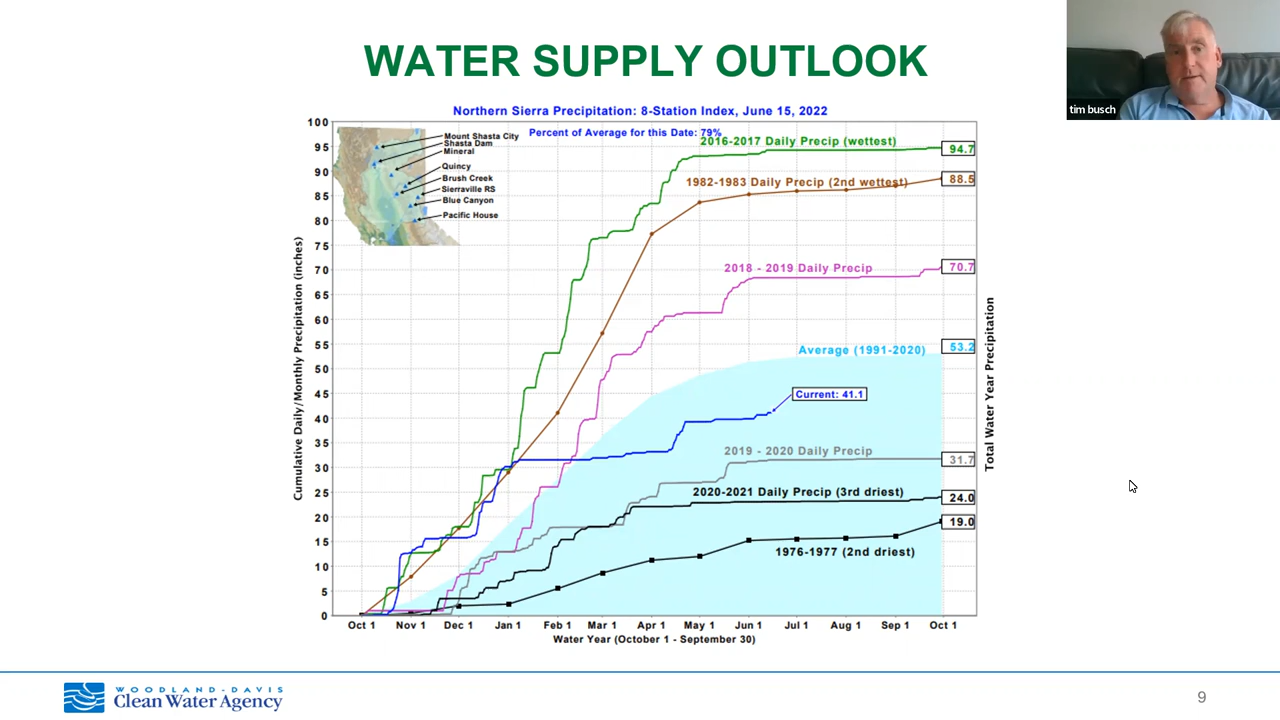 WATER SUPPLY OUTLOOK
tim busch
Northern Sierra Precipitation: 8-Station Index, June 15, 2022
Percent of Average for this Date: 79%
Mount Shasta City
Shasta Dam
Mineral
Quincy
Brush Creek
Sierraville RS
Blue Canyon
Pacific House
2016-2017 Daily Precip (wettest)
94.7
1982-1983 Daily Precip (2nd wettest)
88.5
2018 - 2019 Daily Precip
70.7
Average (1991-2020)
53.2
Current: 41.1
2019 - 2020 Daily Precip
31.7
2020-2021 Daily Precip (3rd driest)
24.0
19.0
1976-1977 (2nd driest)
Cumulative Daily/Monthly Precipitation (inches)
100
95
90
85
80
75
70
65
60
55
50
45
40
35
30
25
20
15
10
5
0
Total Water Year Precipitation
Oct 1 Nov 1 Dec 1 Jan 1 Feb 1 Mar 1 Apr 1 May 1 Jun 1 Jul 1 Aug 1 Sep 1 Oct 1
Water Year (October 1 - September 30)
WOODLAND-DAVIS
Clean Water Agency
9